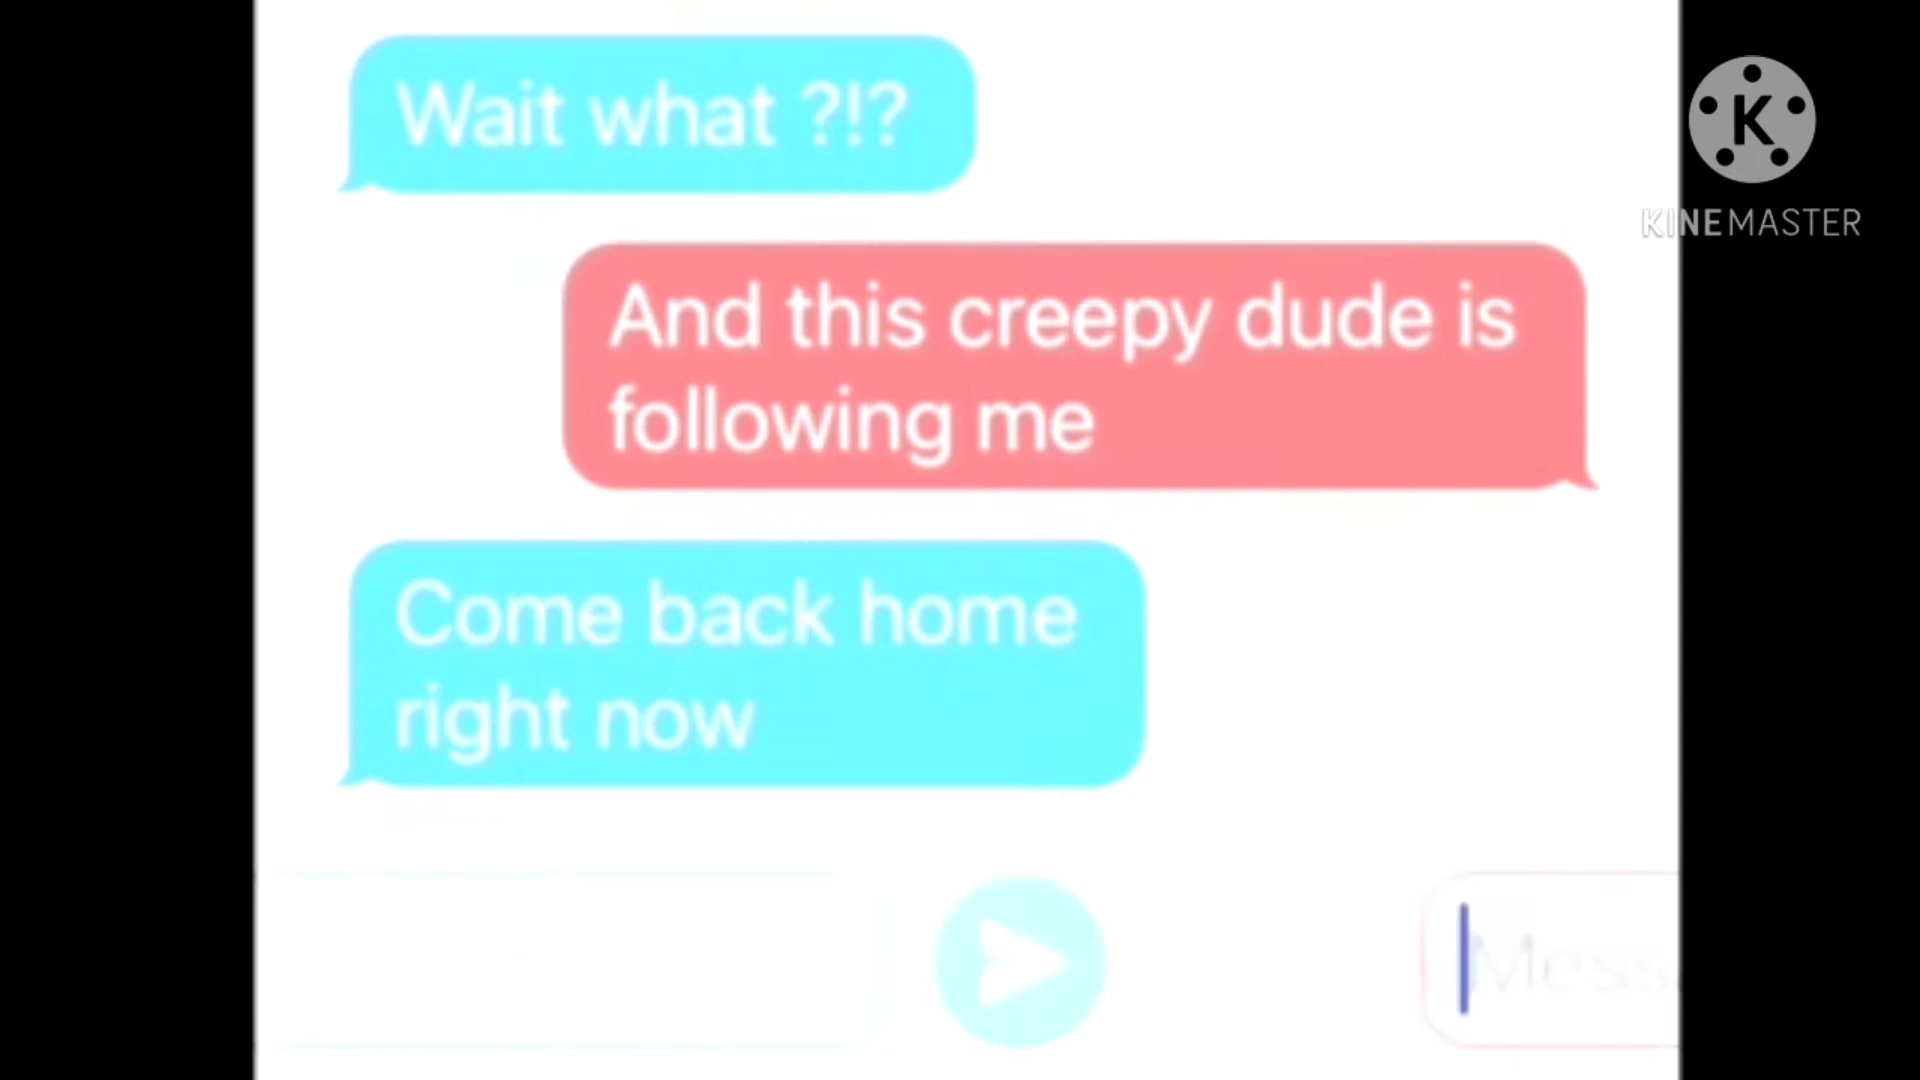 Wait what ?!?
K
KINEMASTER
And this creepy dude is
following me
Come back home
right now